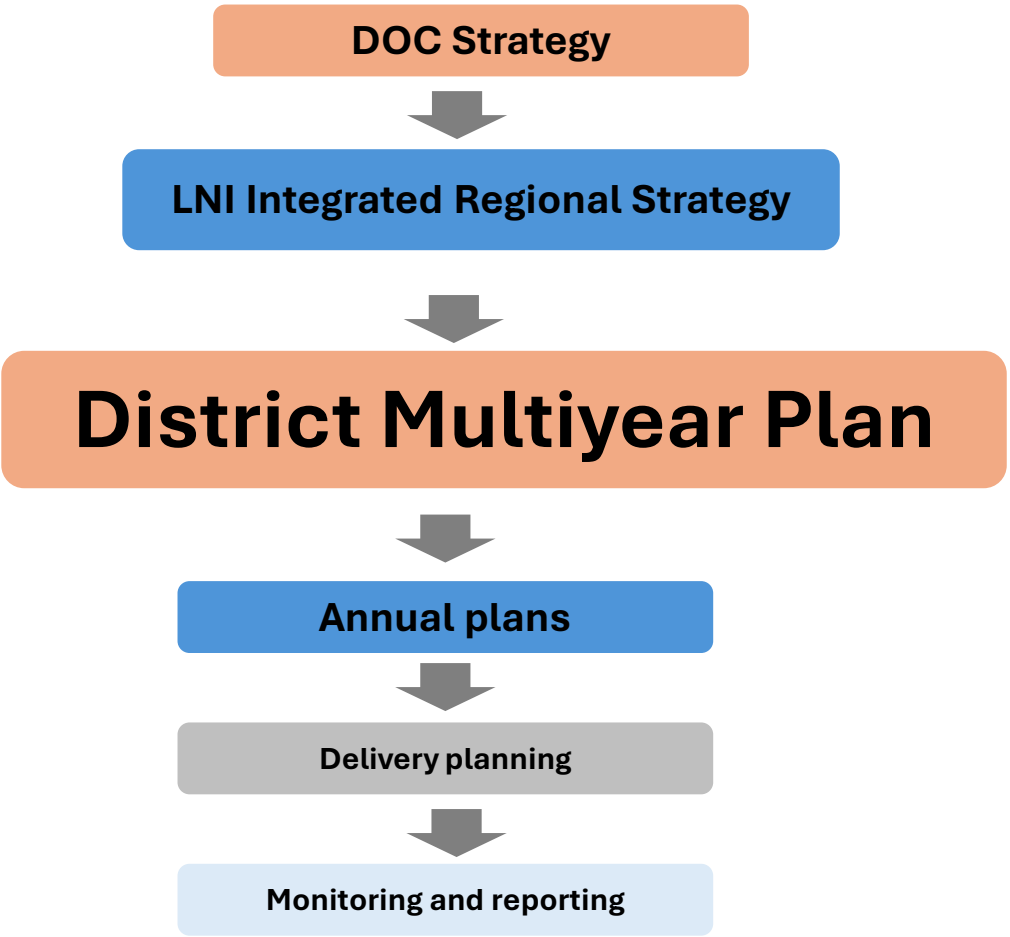 DOC Strategy
LNI Integrated Regional Strategy
District Multiyear Plan
Annual plans
Delivery planning
Monitoring and reporting